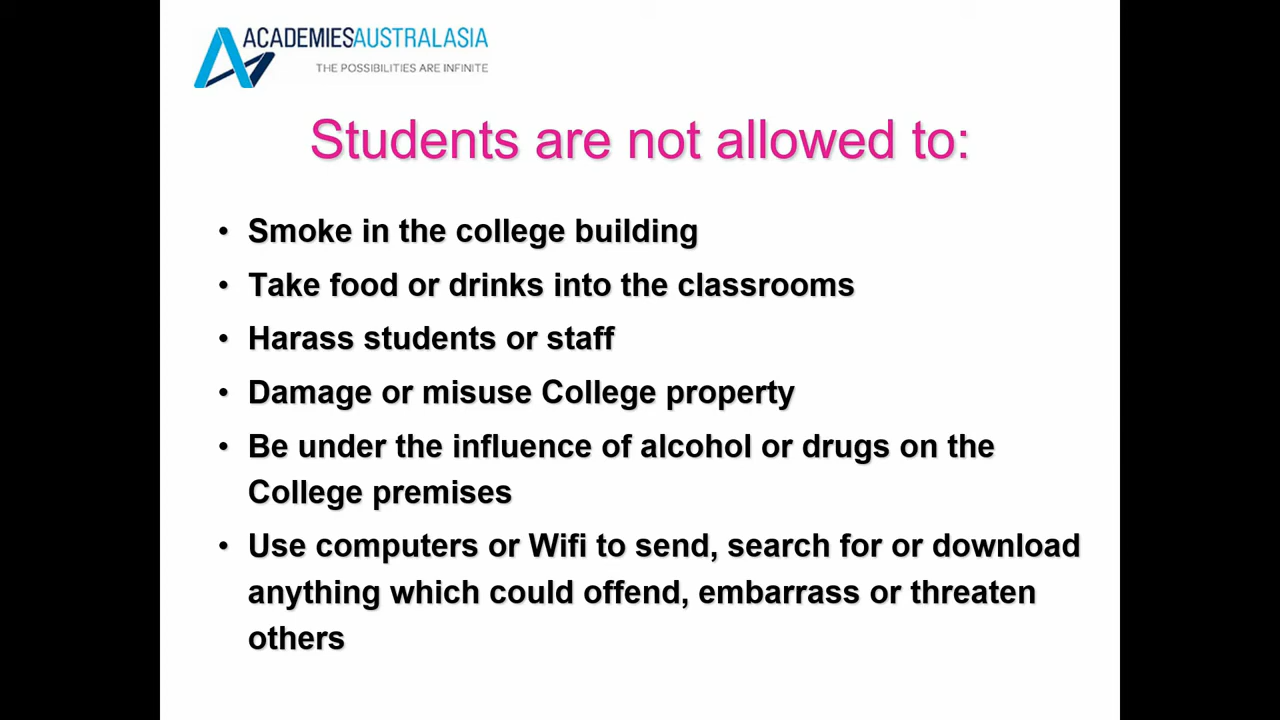 ACADEMIESAUSTRALASIA
THE POSSIBILITIES ARE INFINITE
Students are not allowed to:
• Smoke in the college building
• Take food or drinks into the classrooms
• Harass students or staff
• Damage or misuse College property
• Be under the influence of alcohol or drugs on the
College premises
• Use computers or Wifi to send, search for or download
anything which could offend, embarrass or threaten
others